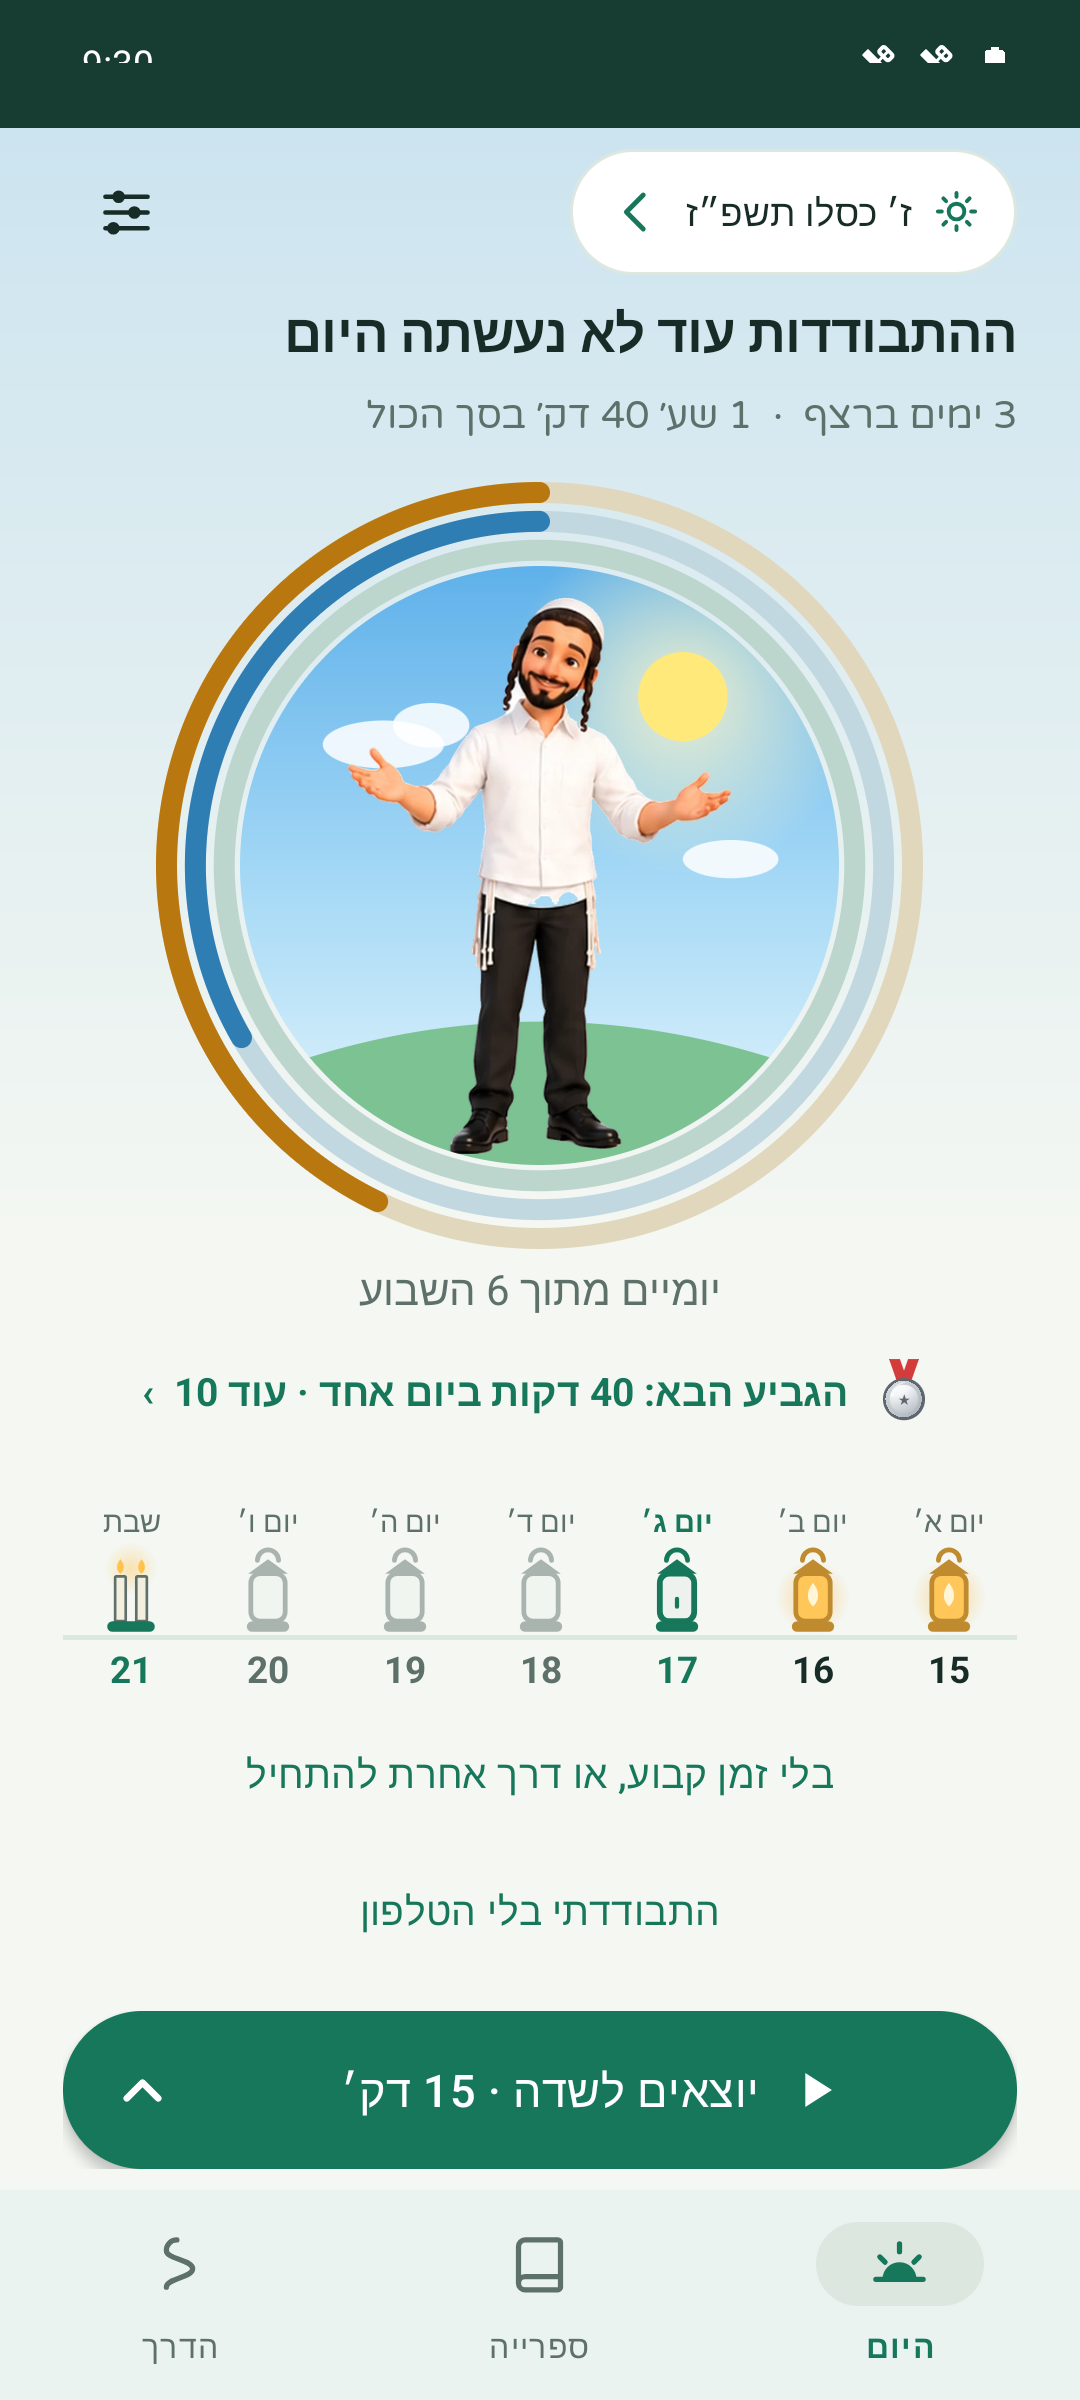 ז׳ כסלו תשפ״ז
ההתבודדות עוד לא נעשתה היום
3 ימים ברצף · 1 שע׳ 40 דק׳ בסך הכול
יומיים מתוך 6 השבוע
הגביע הבא: 40 דקות ביום אחד · עוד 10 ›
יום א׳ יום ב׳ יום ג׳ יום ד׳ יום ה׳ יום ו׳ שבת
15 16 17 18 19 20 21
בלי זמן קבוע, או דרך אחרת להתחיל
התבודדתי בלי הטלפון
יוצאים לשדה · 15 דק׳
היום ספרייה הדרך